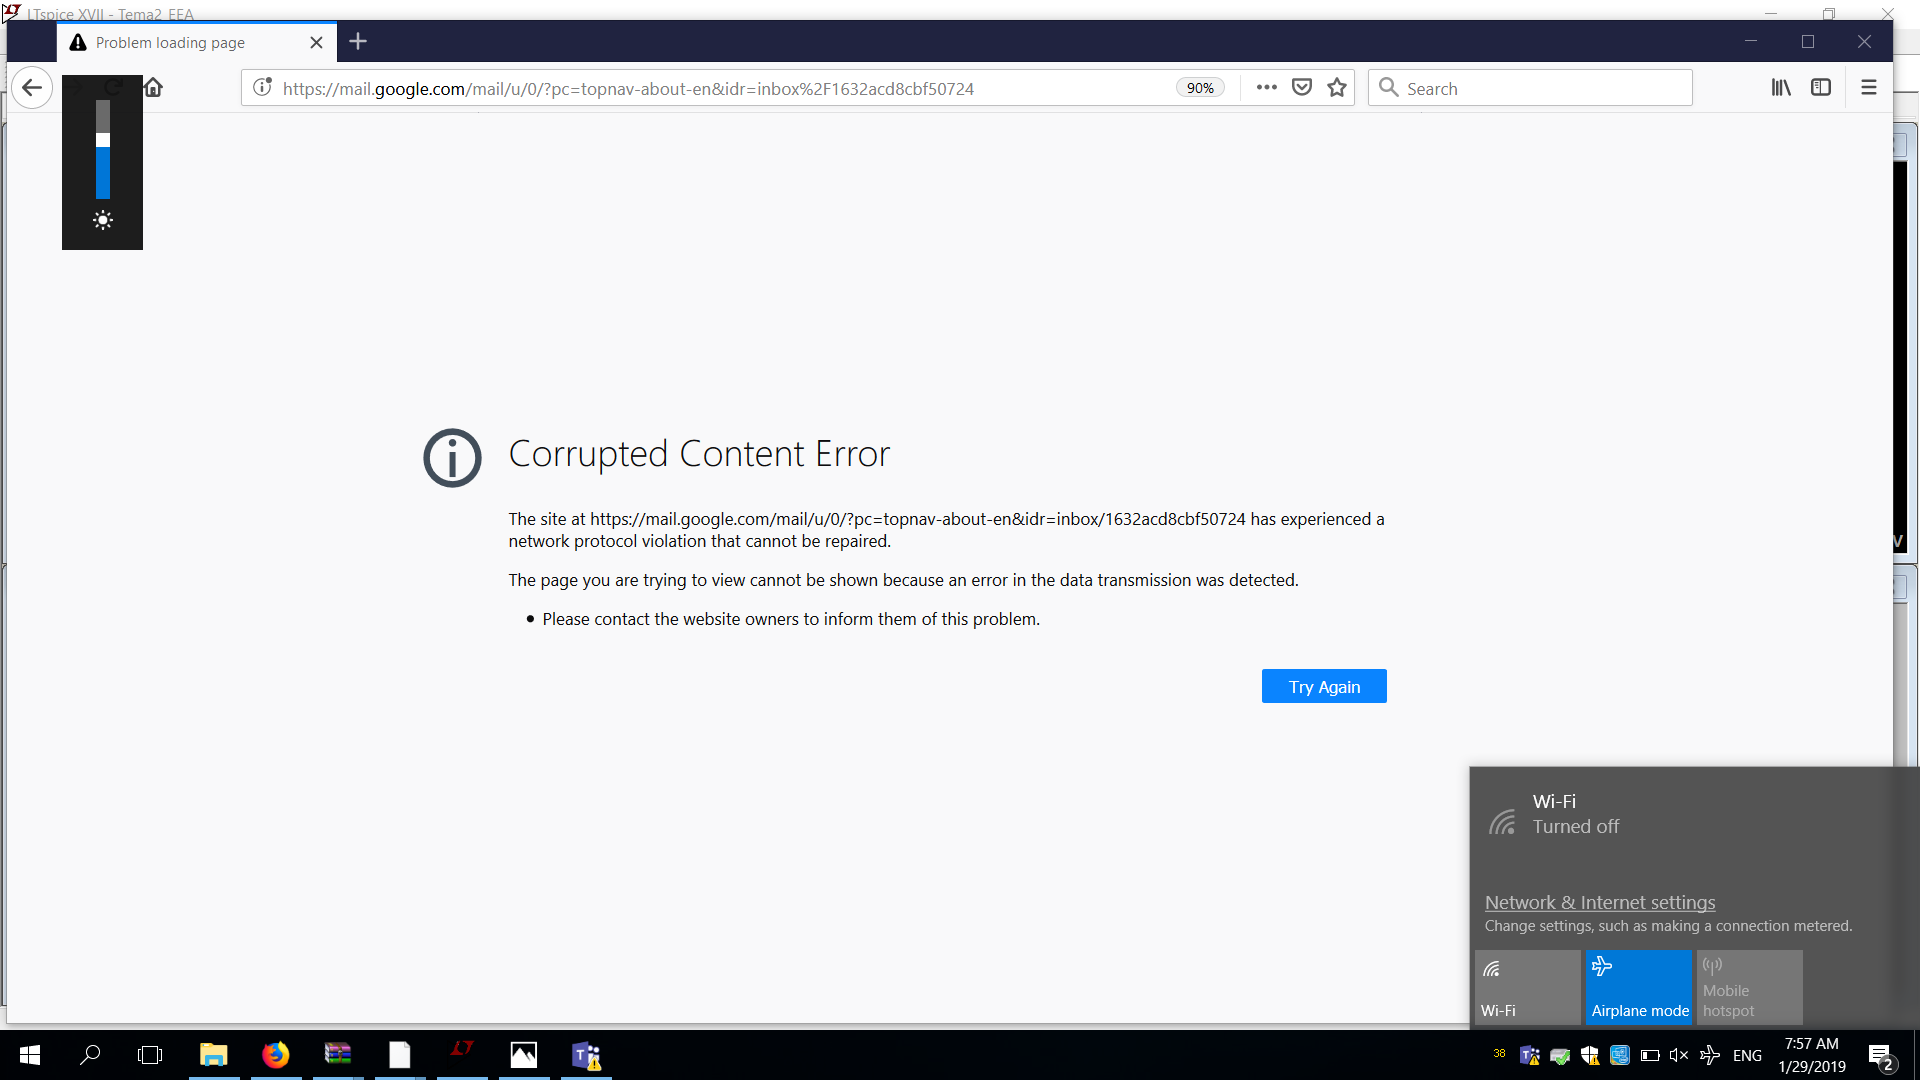 LTspice XVII - Tema2_EEA
Problem loading page
https://mail.google.com/mail/u/0/?pc=topnav-about-en&idr=inbox%2F1632acd8cbf50724
90%
Search
Corrupted Content Error
The site at https://mail.google.com/mail/u/0/?pc=topnav-about-en&idr=inbox/1632acd8cbf50724 has experienced a
network protocol violation that cannot be repaired.
The page you are trying to view cannot be shown because an error in the data transmission was detected.
• Please contact the website owners to inform them of this problem.
Try Again
V
Wi-Fi
Turned off
Network & Internet settings
Change settings, such as making a connection metered.
Wi-Fi
Airplane mode
Mobile
hotspot
38
ENG
7:57 AM
1/29/2019
2